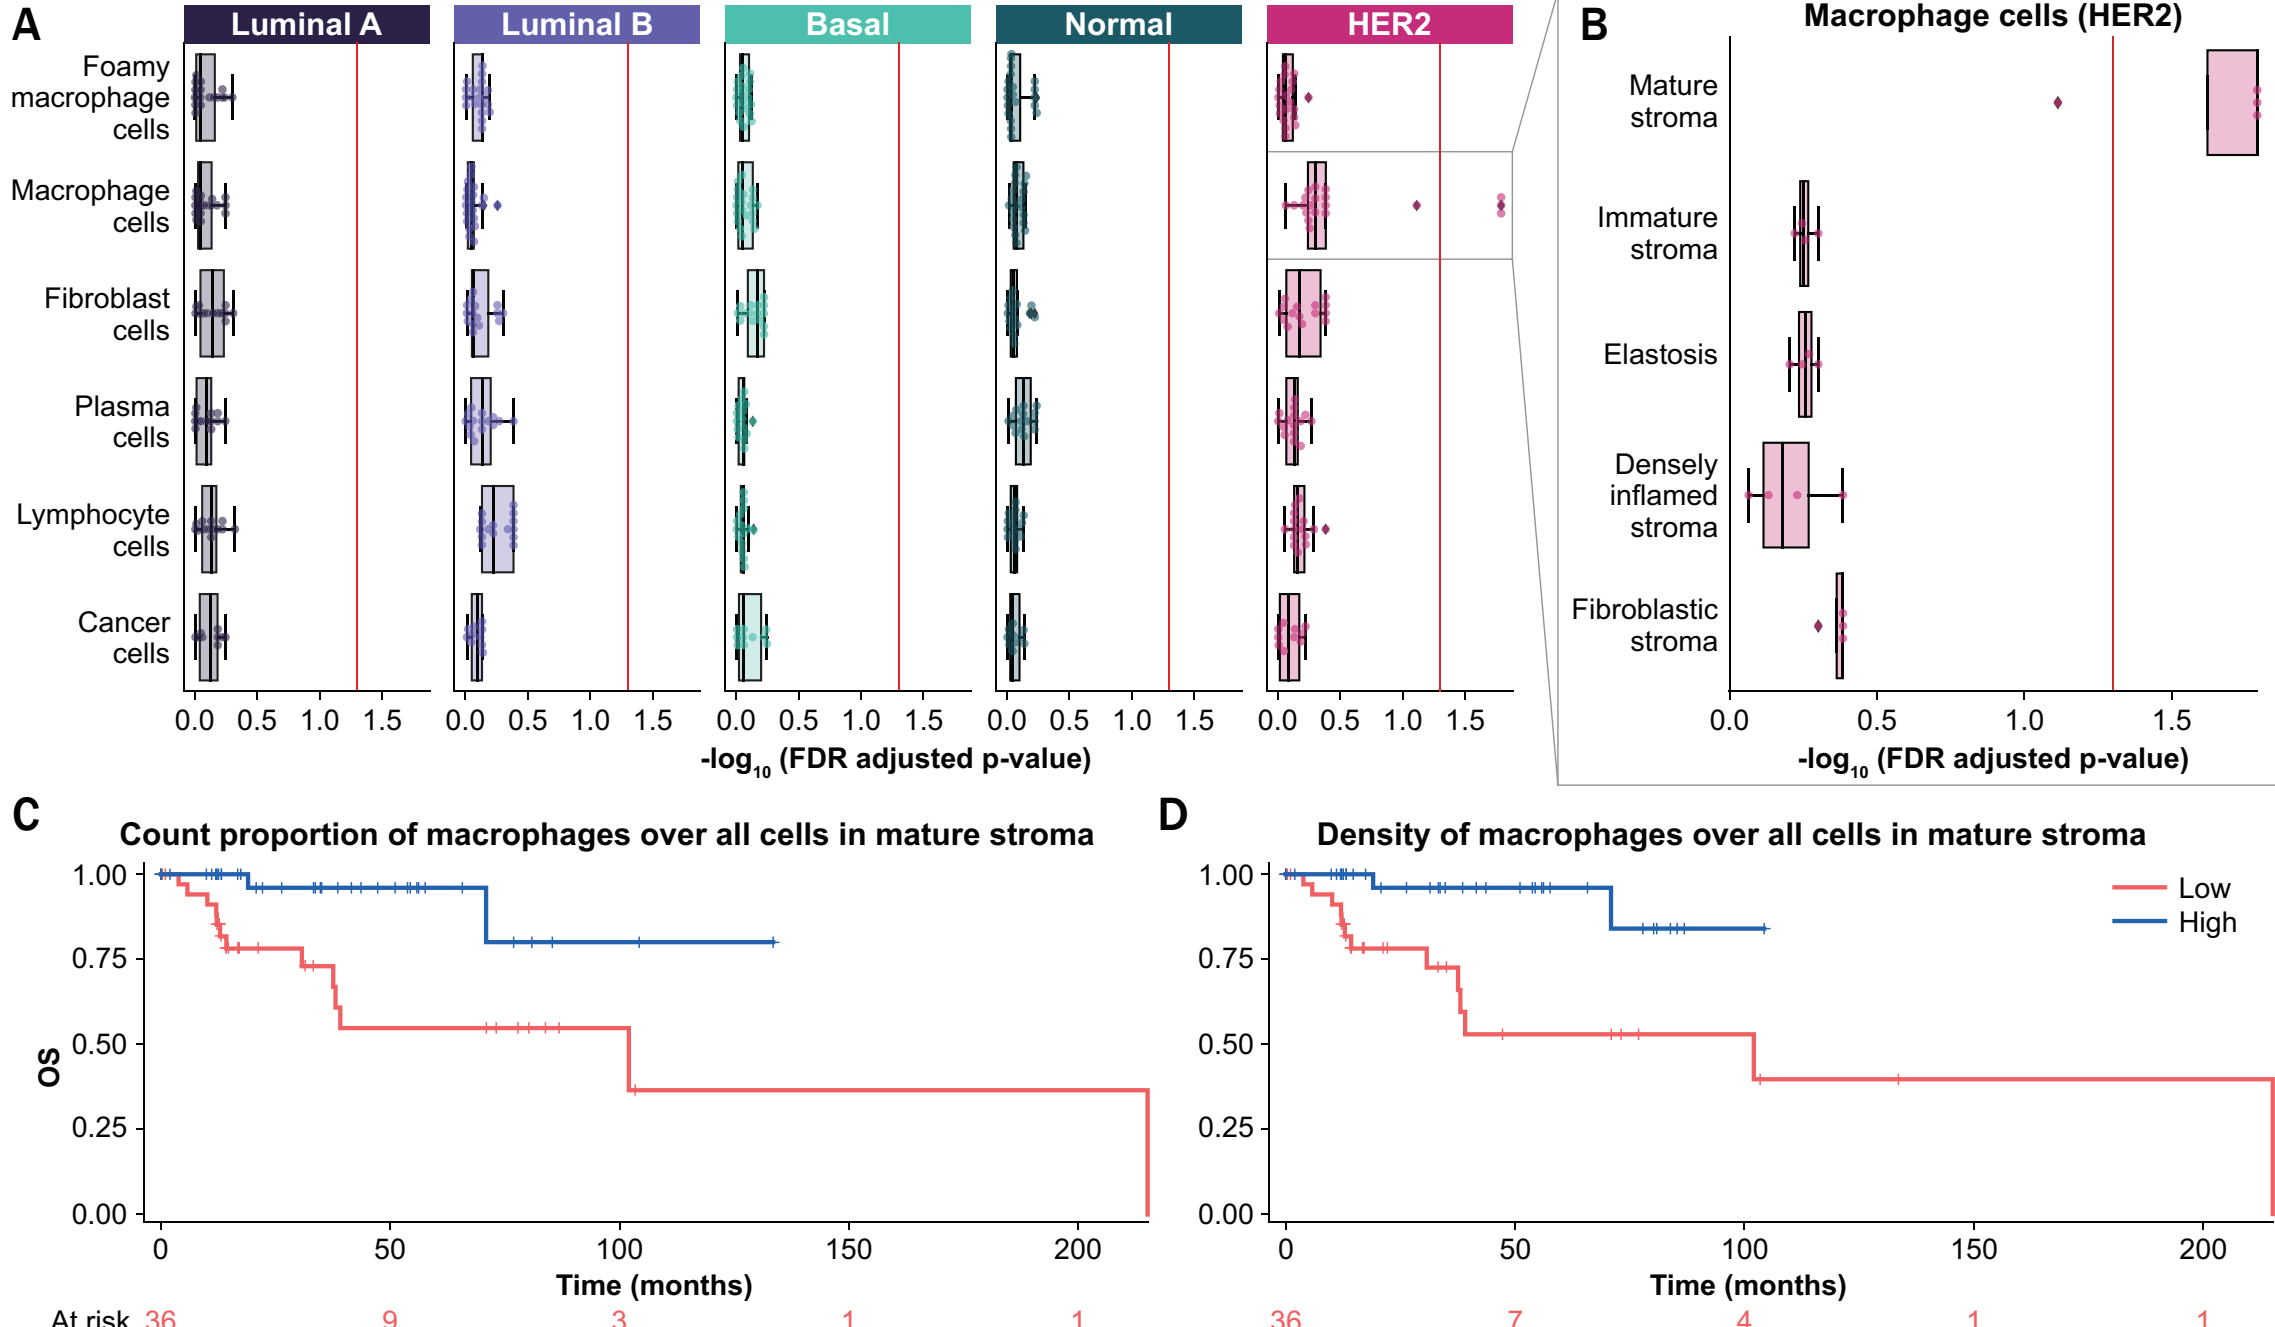 A
Luminal A
Luminal B
Basal
Normal
HER2
Foamy
macrophage
cells
Macrophage
cells
Fibroblast
cells
Plasma
cells
Lymphocyte
cells
Cancer
cells
0.0 0.5 1.0 1.5
0.0 0.5 1.0 1.5
0.0 0.5 1.0 1.5
0.0 0.5 1.0 1.5
0.0 0.5 1.0 1.5
-log10 (FDR adjusted p-value)
B
Macrophage cells (HER2)
Mature
stroma
Immature
stroma
Elastosis
Densely
inflamed
stroma
Fibroblastic
stroma
0.0 0.5 1.0 1.5
-log10 (FDR adjusted p-value)
C
Count proportion of macrophages over all cells in mature stroma
OS
1.00
0.75
0.50
0.25
0.00
0 50 100 150 200
Time (months)
At risk 36 9 3 1 1
D
Density of macrophages over all cells in mature stroma
Low
High
1.00
0.75
0.50
0.25
0.00
0 50 100 150 200
Time (months)
36 7 4 1 1